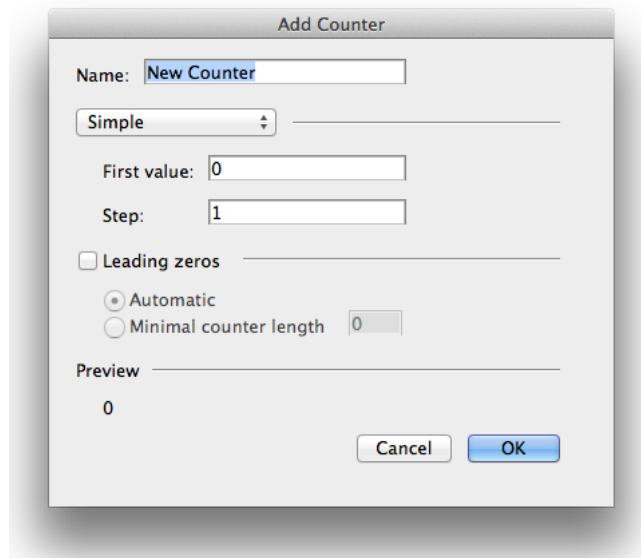 Add Counter
Name: New Counter
Simple
First value: 0
Step: 1
Leading zeros
Automatic
Minimal counter length 0
Preview
0
Cancel OK